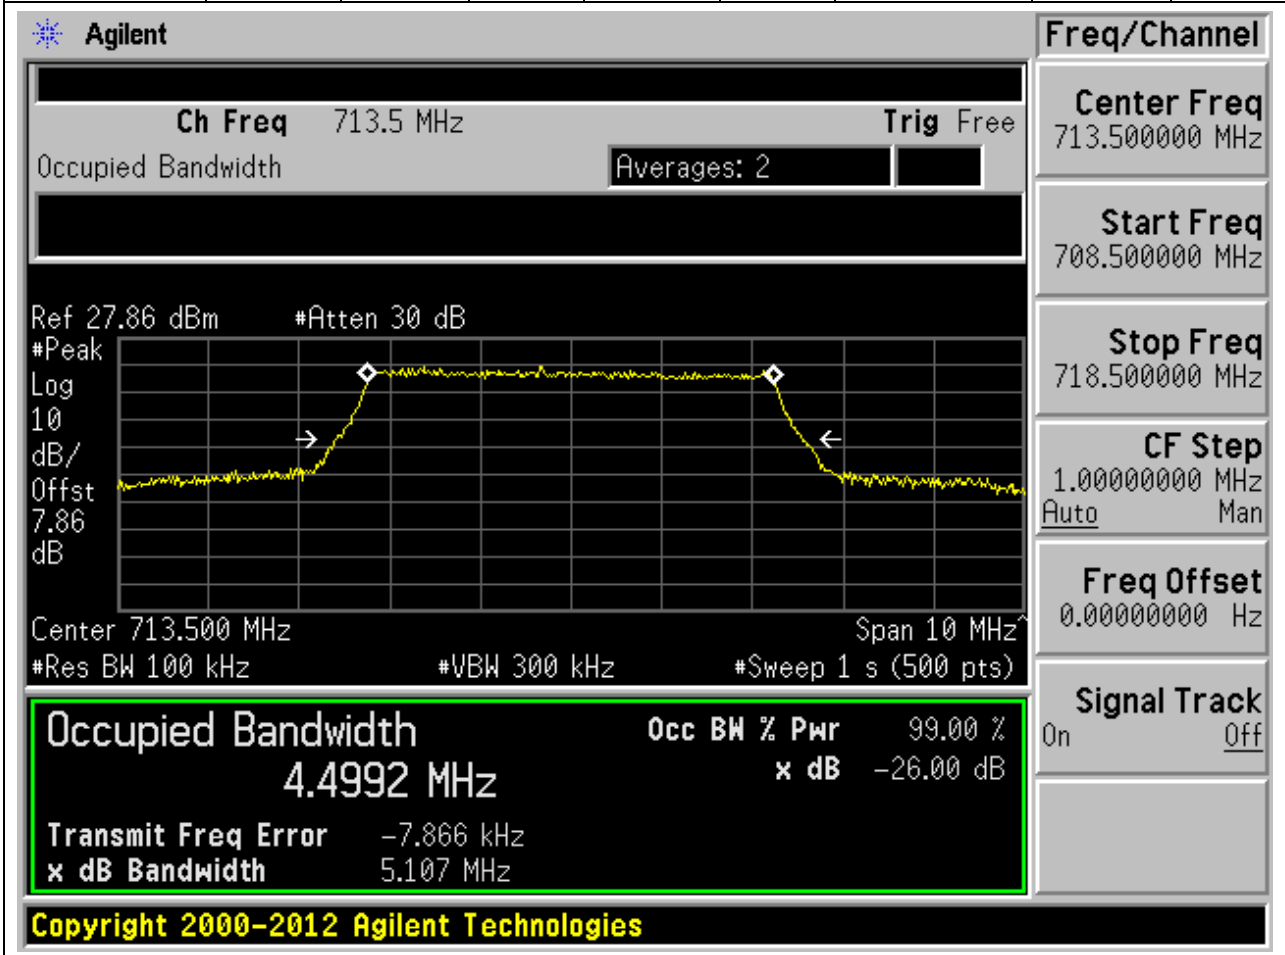 Agilent
Freq/Channel
Ch Freq 713.5 MHz Trig Free
Occupied Bandwidth Averages: 2
Center Freq
713.500000 MHz
Start Freq
708.500000 MHz
Stop Freq
718.500000 MHz
CF Step
1.00000000 MHz
Auto Man
Freq Offset
0.00000000 Hz
Signal Track
On Off
Ref 27.86 dBm #Atten 30 dB
#Peak
Log
10
dB/
Offst
7.86
dB
Center 713.500 MHz Span 10 MHz^
#Res BW 100 kHz #VBW 300 kHz #Sweep 1 s (500 pts)
Occupied Bandwidth Occ BW % Pwr 99.00 %
4.4992 MHz x dB -26.00 dB
Transmit Freq Error -7.866 kHz
x dB Bandwidth 5.107 MHz
Copyright 2000-2012 Agilent Technologies